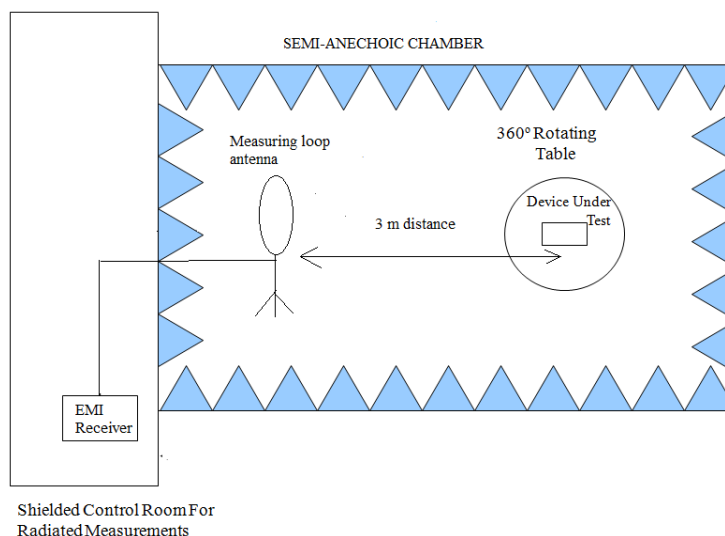 SEMI-ANECHOIC CHAMBER
Measuring loop
antenna
360º Rotating
Table
Device Under
Test
3 m distance
EMI
Receiver
Shielded Control Room For
Radiated Measurements